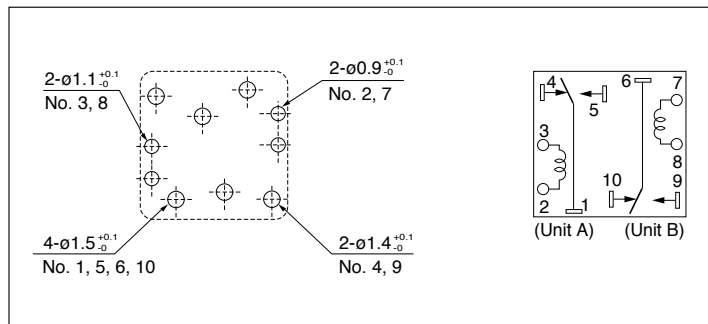 2-ø1.1 +0.1 -0
No. 3, 8
2-ø0.9 +0.1 -0
No. 2, 7
4-ø1.5 +0.1 -0
No. 1, 5, 6, 10
2-ø1.4 +0.1 -0
No. 4, 9
4
5
6
7
3
8
2
1
10
9
(Unit A) (Unit B)